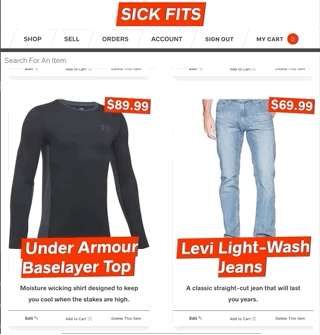 SICK FITS
SHOP SELL ORDERS ACCOUNT SIGN OUT MY CART 0
Search For An Item
Edit Add to Cart Delete This Item Edit Add to Cart Delete This Item
$89.99 $69.99
Under Armour
Baselayer Top
Levi Light-Wash
Jeans
Moisture wicking shirt designed to keep
you cool when the stakes are high.
A classic straight-cut jean that will last
you years.
Edit Add to Cart Delete This Item Edit Add to Cart Delete This Item